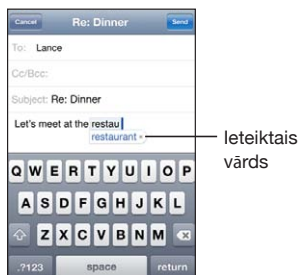 Cancel Re: Dinner Send
To: Lance
Cc/Bcc:
Subject: Re: Dinner
Let's meet at the restau
restaurant ×
Ieteiktais
vārds
Q W E R T Y U I O P
A S D F G H J K L
Z X C V B N M
.?123 space return